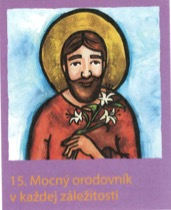 15. Mocný orodovník
v každej záležitosti